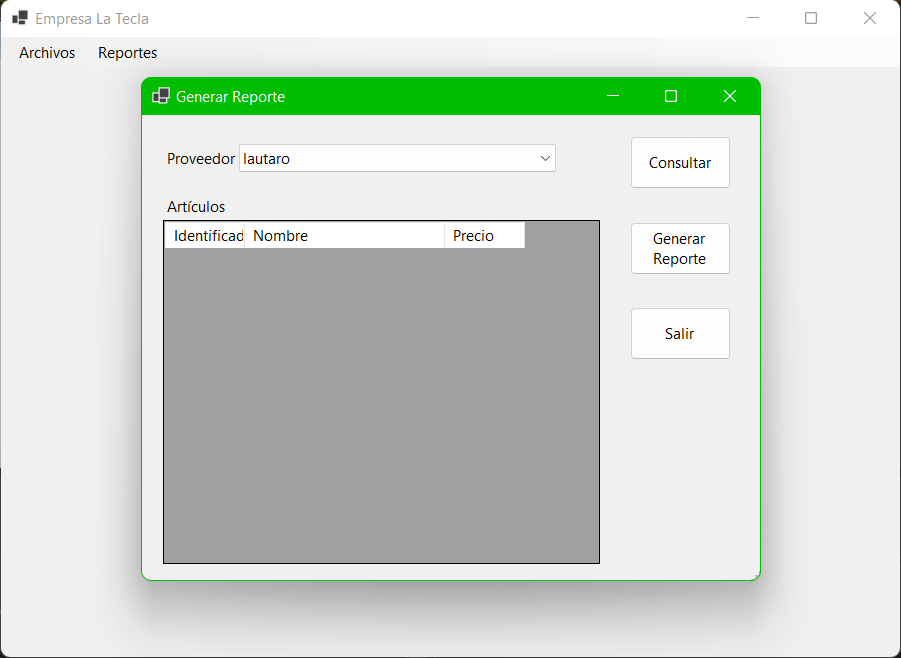 Empresa La Tecla
Archivos Reportes
Generar Reporte
Proveedor lautaro
Consultar
Artículos
Identificad Nombre Precio
Generar
Reporte
Salir